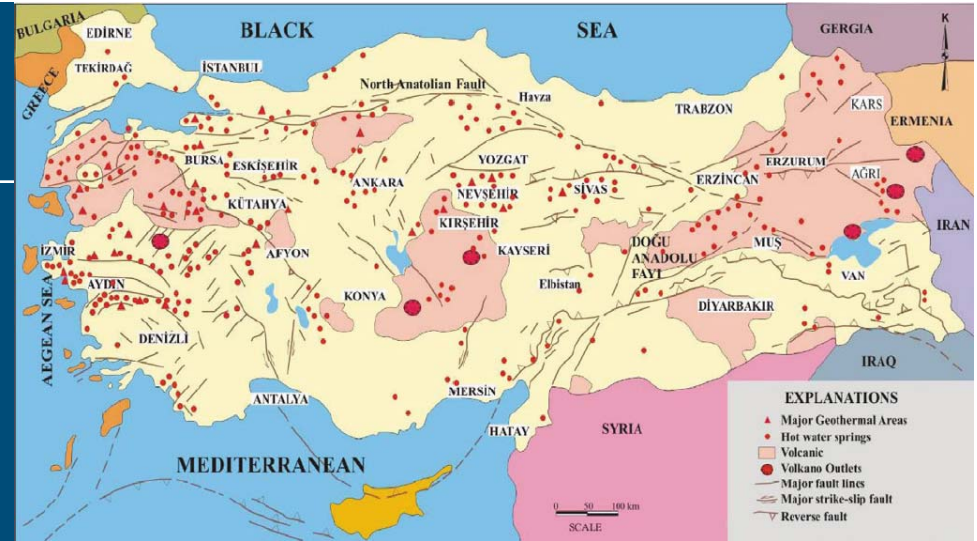 BULGARIA
EDİRNE
BLACK
SEA
GERGIA
K
TEKİRDAĞ
İSTANBUL
GREECE
North Anatolian Fault
Havza
TRABZON
KARS
ERMENIA
BURSA
ESKİŞEHİR
YOZGAT
ERZURUM
ANKARA
NEVŞEHİR
SİVAS
ERZİNCAN
AĞRI
KÜTAHYA
KIRŞEHİR
IRAN
İZMİR
AFYON
KAYSERİ
DOĞU
ANADOLU
FAYI
MUŞ
VAN
AYDIN
KONYA
Elbistan
DİYARBAKIR
AEGEAN SEA
DENİZLİ
IRAQ
ANTALYA
MERSİN
HATAY
SYRIA
MEDITERRANEAN
EXPLANATIONS
Major Geothermal Areas
Hot water springs
Volcanic
Volkano Outlets
Major fault lines
Major strike-slip fault
Reverse fault
0 50 100 km
SCALE